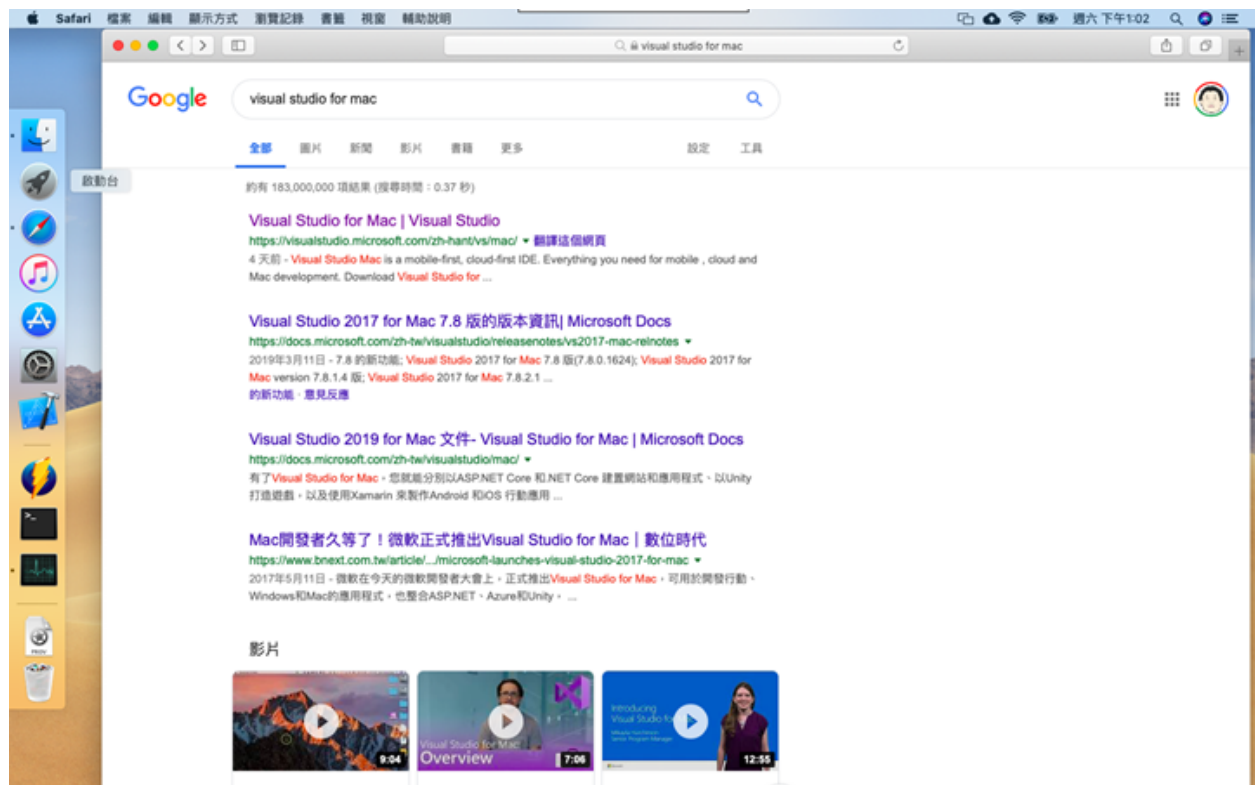 Safari 檔案 編輯 顯示方式 瀏覽記錄 書籤 視窗 輔助說明 週六 下午1:02
visual studio for mac
Google visual studio for mac
全部 圖片 新聞 影片 書籍 更多 設定 工具
啟動台
約有 183,000,000 項結果 (搜尋時間：0.37 秒)
Visual Studio for Mac | Visual Studio
https://visualstudio.microsoft.com/zh-hant/vs/mac/ ▼ 翻譯這個網頁
4 天前 - Visual Studio Mac is a mobile-first, cloud-first IDE. Everything you need for mobile , cloud and
Mac development. Download Visual Studio for ...
Visual Studio 2017 for Mac 7.8 版的版本資訊| Microsoft Docs
https://docs.microsoft.com/zh-tw/visualstudio/releasenotes/vs2017-mac-relnotes ▼
2019年3月11日 - 7.8 的新功能; Visual Studio 2017 for Mac 7.8 版(7.8.0.1624); Visual Studio 2017 for
Mac version 7.8.1.4 版; Visual Studio 2017 for Mac 7.8.2.1 ...
的新功能 · 意見反應
Visual Studio 2019 for Mac 文件- Visual Studio for Mac | Microsoft Docs
https://docs.microsoft.com/zh-tw/visualstudio/mac/ ▼
有了Visual Studio for Mac，您就能分別以ASP.NET Core 和.NET Core 建置網站和應用程式、以Unity
打造遊戲，以及使用Xamarin 來製作Android 和iOS 行動應用 ...
Mac開發者久等了！微軟正式推出Visual Studio for Mac｜數位時代
https://www.bnext.com.tw/article/.../microsoft-launches-visual-studio-2017-for-mac ▼
2017年5月11日 - 微軟在今天的微軟開發者大會上，正式推出Visual Studio for Mac，可用於開發行動、
Windows和Mac的應用程式，也整合ASP.NET、Azure和Unity。 ...
影片
9:04
Visual Studio for Mac
Overview
7:06
Introducing
Visual Studio for
Senior Program Manager
12:55